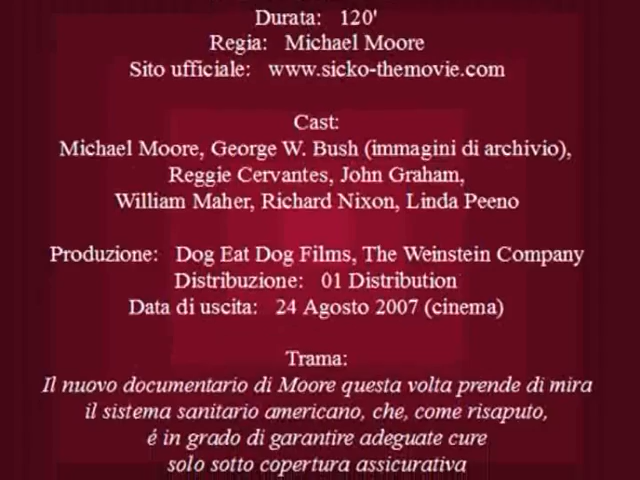 Durata: 120'
Regia: Michael Moore
Sito ufficiale: www.sicko-themovie.com
Cast:
Michael Moore, George W. Bush (immagini di archivio),
Reggie Cervantes, John Graham,
William Maher, Richard Nixon, Linda Peeno
Produzione: Dog Eat Dog Films, The Weinstein Company
Distribuzione: 01 Distribution
Data di uscita: 24 Agosto 2007 (cinema)
Trama:
Il nuovo documentario di Moore questa volta prende di mira
il sistema sanitario americano, che, come risaputo,
é in grado di garantire adeguate cure
solo sotto copertura assicurativa